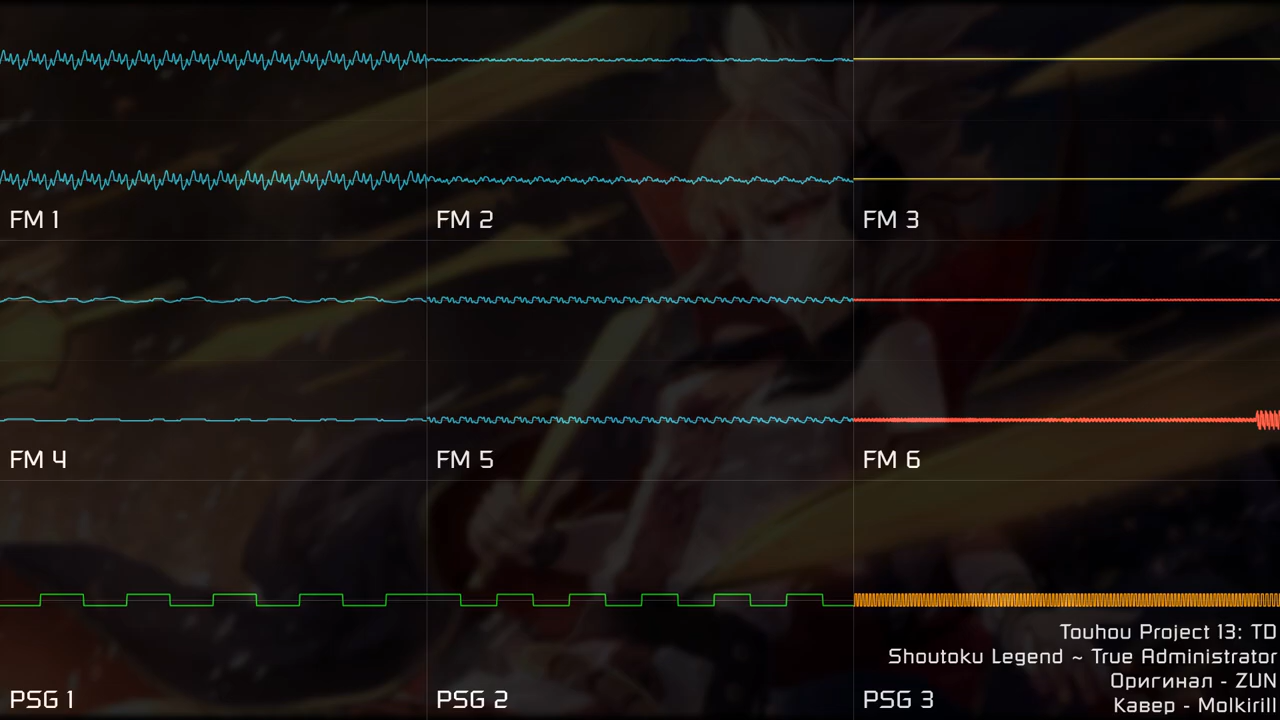 FM 1
FM 2
FM 3
FM 4
FM 5
FM 6
PSG 1
PSG 2
PSG 3
Touhou Project 13: TD
Shoutoku Legend ~ True Administrator
Оригинал - ZUN
Кавер - Molkirill